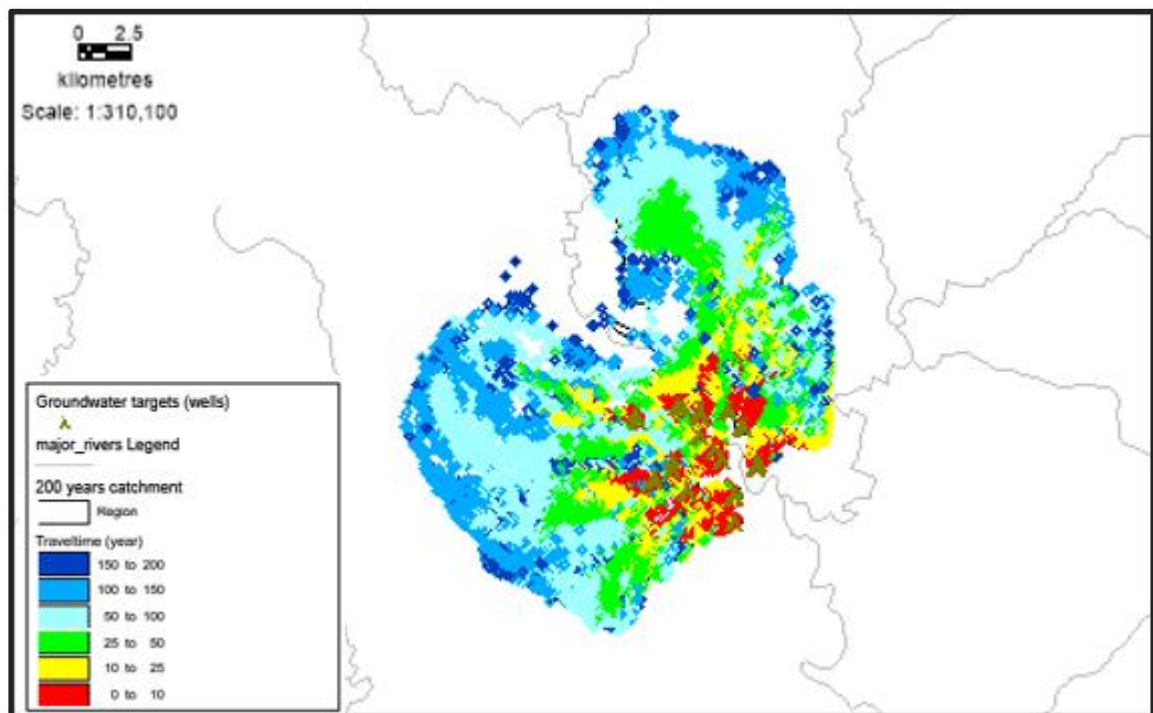 0 2.5
kilometres
Scale: 1:310,100
Groundwater targets (wells)
major_rivers Legend
200 years catchment
Region
Traveltime (year)
150 to 200
100 to 150
50 to 100
25 to 50
10 to 25
0 to 10